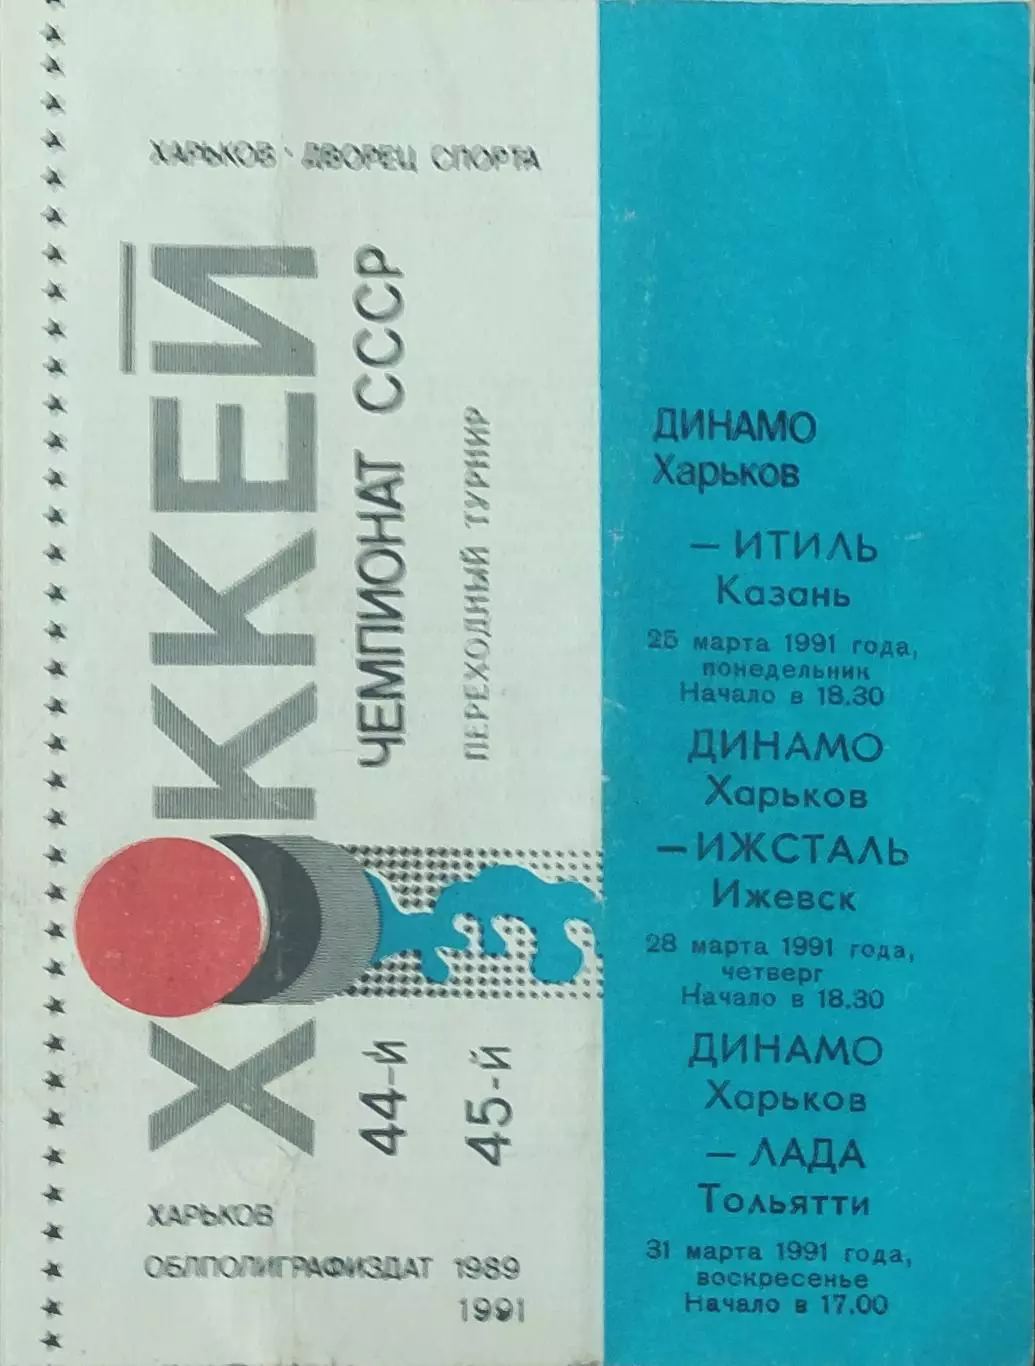 ХАРЬКОВ · ДВОРЕЦ СПОРТА
ХОККЕЙ
44-й ЧЕМПИОНАТ СССР
45-й ПЕРЕХОДНЫЙ ТУРНИР
ХАРЬКОВ
ОБЛПОЛИГРАФИЗДАТ 1989
1991
ДИНАМО
Харьков
— ИТИЛЬ
Казань
25 марта 1991 года,
понедельник
Начало в 18.30
ДИНАМО
Харьков
— ИЖСТАЛЬ
Ижевск
28 марта 1991 года,
четверг
Начало в 18.30
ДИНАМО
Харьков
— ЛАДА
Тольятти
31 марта 1991 года,
воскресенье
Начало в 17.00